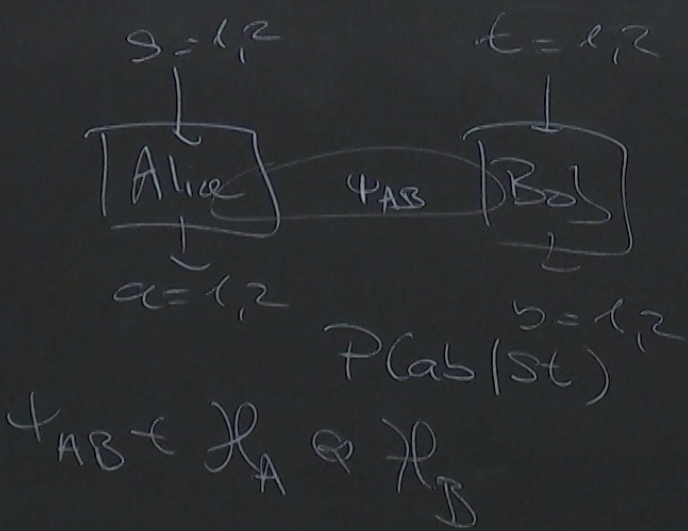 s=1,2 t=1,2
Alice ψAB Bob
a=1,2 b=1,2
P(ab|st)
ψAB ∈ ℋA ⊗ ℋB